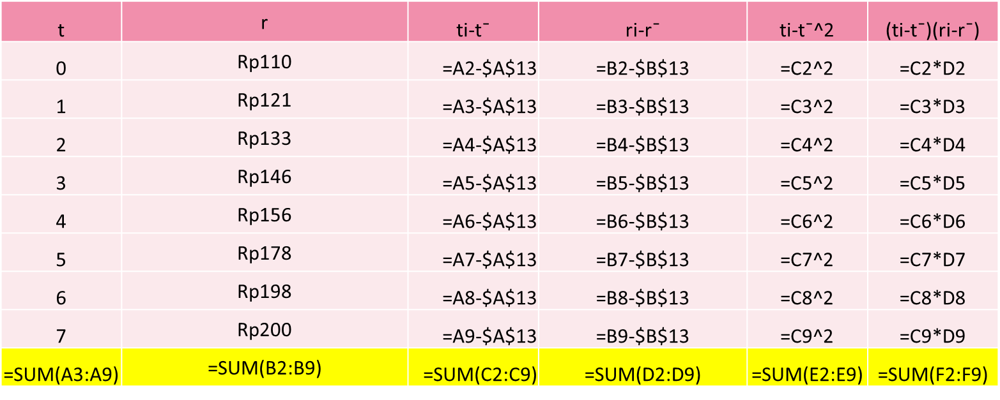 t r ti-t¯ ri-r¯ ti-t¯^2 (ti-t¯)(ri-r¯)
0 Rp110 =A2-$A$13 =B2-$B$13 =C2^2 =C2*D2
1 Rp121 =A3-$A$13 =B3-$B$13 =C3^2 =C3*D3
2 Rp133 =A4-$A$13 =B4-$B$13 =C4^2 =C4*D4
3 Rp146 =A5-$A$13 =B5-$B$13 =C5^2 =C5*D5
4 Rp156 =A6-$A$13 =B6-$B$13 =C6^2 =C6*D6
5 Rp178 =A7-$A$13 =B7-$B$13 =C7^2 =C7*D7
6 Rp198 =A8-$A$13 =B8-$B$13 =C8^2 =C8*D8
7 Rp200 =A9-$A$13 =B9-$B$13 =C9^2 =C9*D9
=SUM(A3:A9) =SUM(B2:B9) =SUM(C2:C9) =SUM(D2:D9) =SUM(E2:E9) =SUM(F2:F9)